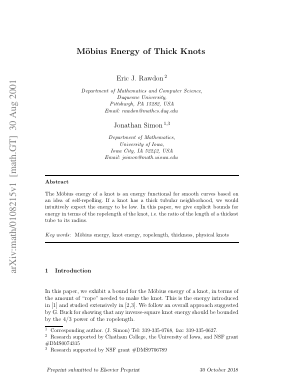 arXiv:math/0108215v1 [math.GT] 30 Aug 2001
Möbius Energy of Thick Knots
Eric J. Rawdon 2
Department of Mathematics and Computer Science,
Duquesne University,
Pittsburgh, PA 15282, USA
Email: rawdon@mathcs.duq.edu
Jonathan Simon 1,3
Department of Mathematics,
University of Iowa,
Iowa City, IA 52242, USA
Email: jsimon@math.uiowa.edu
Abstract
The Möbius energy of a knot is an energy functional for smooth curves based on
an idea of self-repelling. If a knot has a thick tubular neighborhood, we would
intuitively expect the energy to be low. In this paper, we give explicit bounds for
energy in terms of the ropelength of the knot, i.e. the ratio of the length of a thickest
tube to its radius.
Key words: Möbius energy, knot energy, ropelength, thickness, physical knots
1 Introduction
In this paper, we exhibit a bound for the Möbius energy of a knot, in terms of
the amount of "rope" needed to make the knot. This is the energy introduced
in [1] and studied extensively in [2,3]. We follow an overall approach suggested
by G. Buck for showing that any inverse-square knot energy should be bounded
by the 4/3 power of the ropelength.
1 Corresponding author. (J. Simon) Tel: 319-335-0768, fax: 319-335-0627.
2 Research supported by Chatham College, the University of Iowa, and NSF grant
#DMS0074315
3 Research supported by NSF grant #DMS9706789
Preprint submitted to Elsevier Preprint
30 October 2018